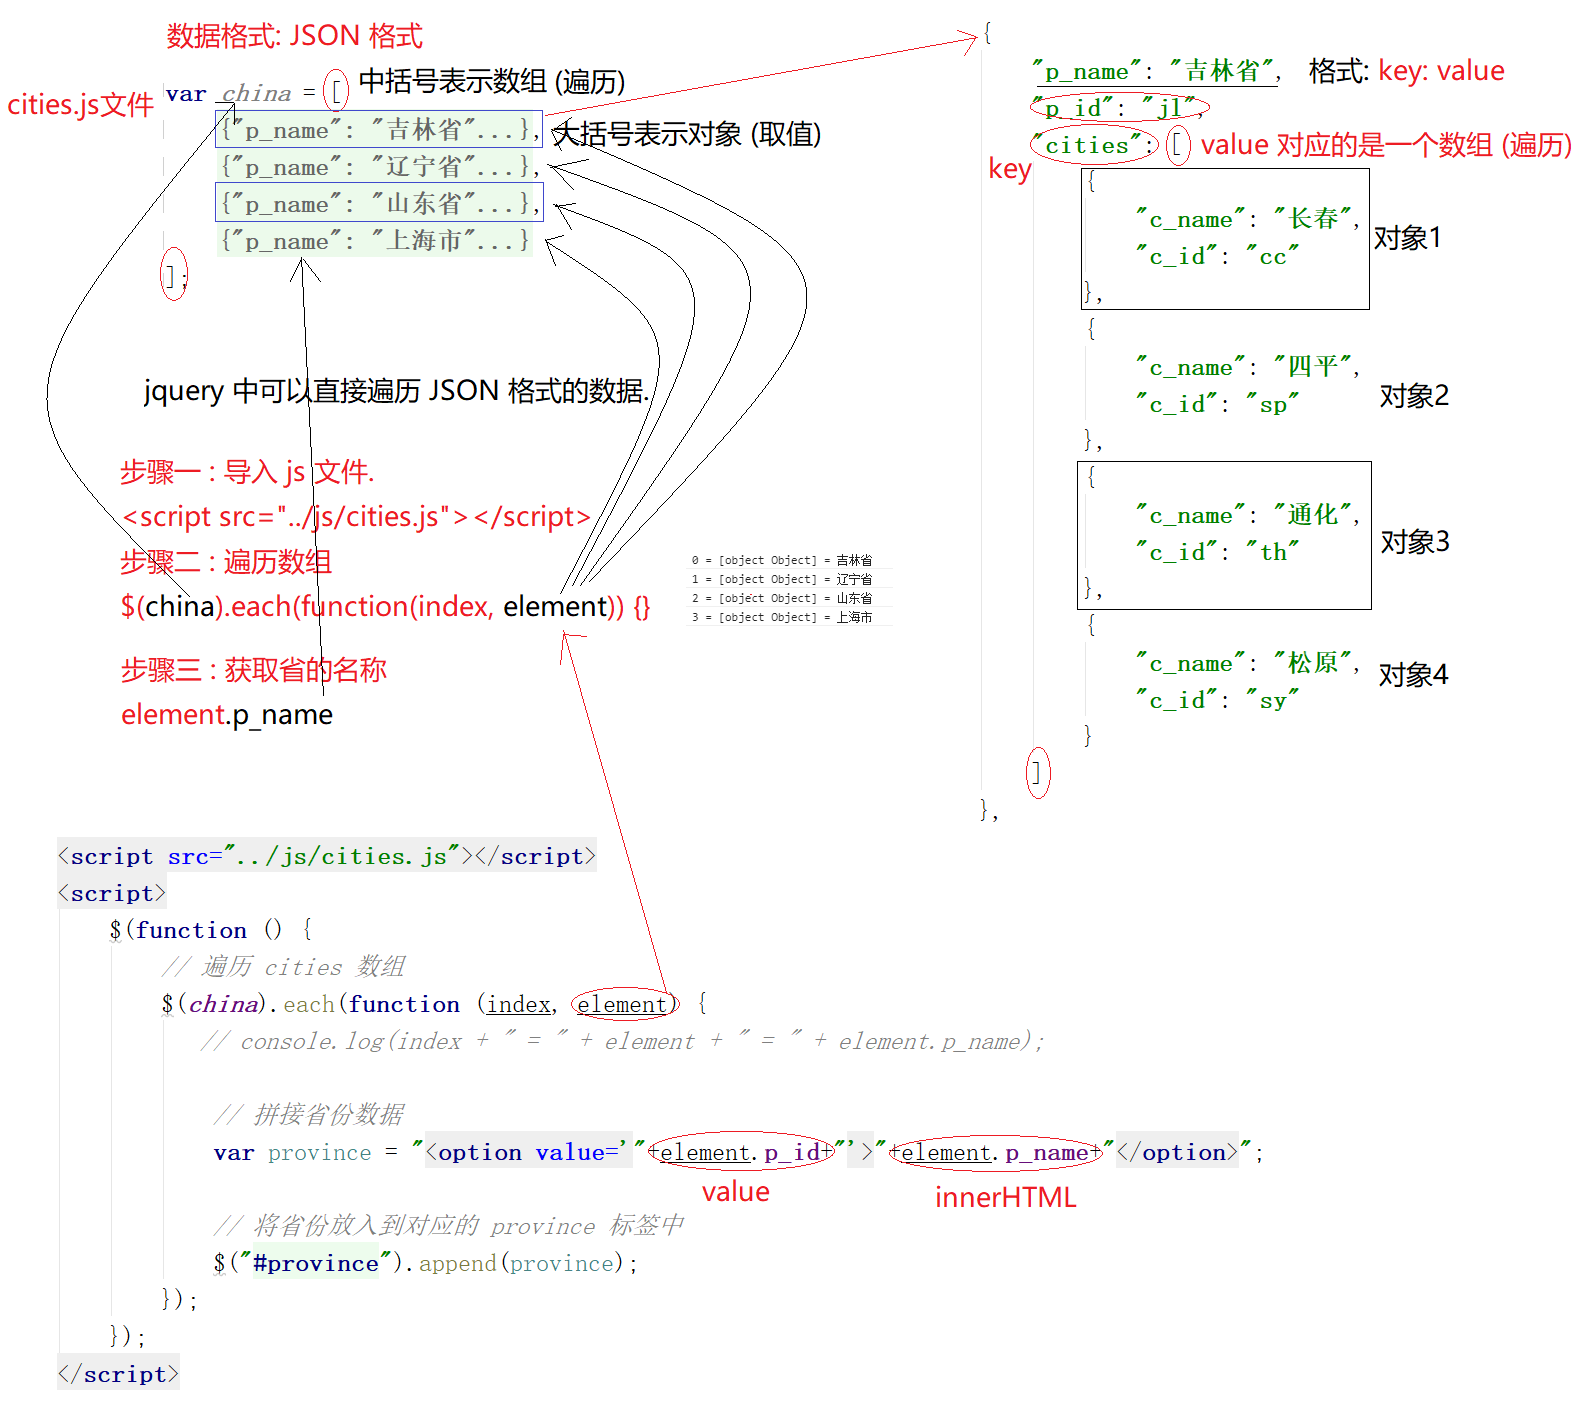 数据格式: JSON 格式
cities.js文件
var china = [ 中括号表示数组 (遍历)
{"p_name": "吉林省"...}, 大括号表示对象 (取值)
{"p_name": "辽宁省"...},
{"p_name": "山东省"...},
{"p_name": "上海市"...}
];
jquery 中可以直接遍历 JSON 格式的数据.
步骤一 : 导入 js 文件.
<script src="../js/cities.js"></script>
步骤二 : 遍历数组
$(china).each(function(index, element)) {}
步骤三 : 获取省的名称
element.p_name
0 = [object Object] = 吉林省
1 = [object Object] = 辽宁省
2 = [object Object] = 山东省
3 = [object Object] = 上海市
{
"p_name": "吉林省", 格式: key: value
"p_id": "jl",
"cities": [ value 对应的是一个数组 (遍历)
key
{
"c_name": "长春",
"c_id": "cc"
},
对象1
{
"c_name": "四平",
"c_id": "sp"
},
对象2
{
"c_name": "通化",
"c_id": "th"
},
对象3
{
"c_name": "松原",
"c_id": "sy"
}
对象4
]
},
<script src="../js/cities.js"></script>
<script>
$(function () {
// 遍历 cities 数组
$(china).each(function (index, element) {
// console.log(index + " = " + element + " = " + element.p_name);
// 拼接省份数据
var province = "<option value='"+element.p_id+"'>"+element.p_name+"</option>";
value
innerHTML
// 将省份放入到对应的 province 标签中
$("#province").append(province);
});
});
</script>